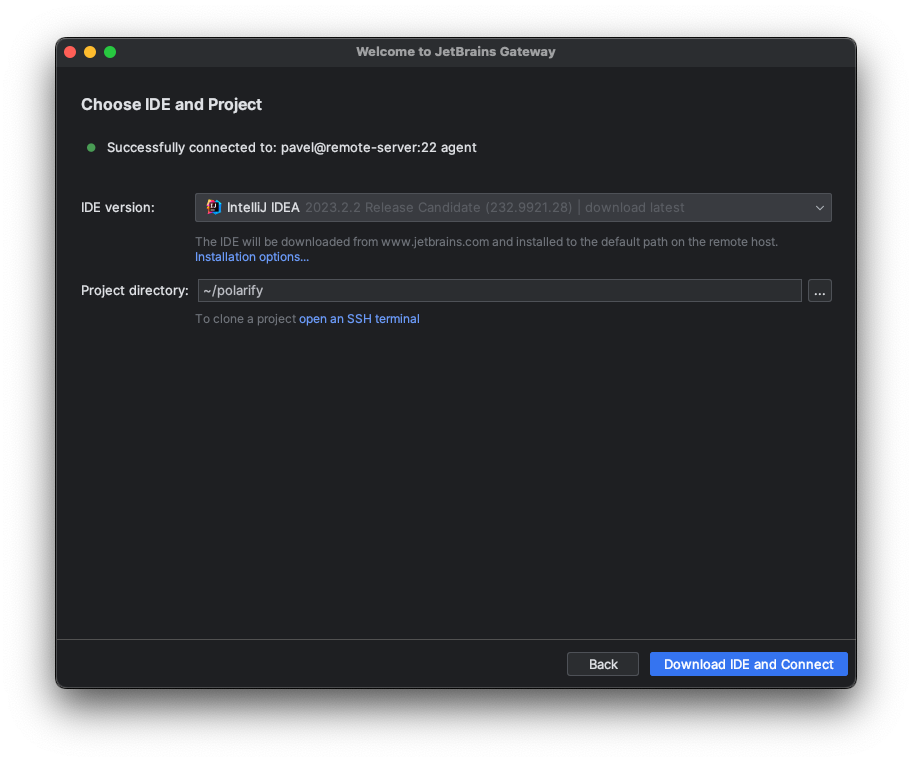 Welcome to JetBrains Gateway
Choose IDE and Project
Successfully connected to: pavel@remote-server:22 agent
IDE version: IntelliJ IDEA 2023.2.2 Release Candidate (232.9921.28) | download latest
The IDE will be downloaded from www.jetbrains.com and installed to the default path on the remote host.
Installation options...
Project directory: ~/polarify ...
To clone a project open an SSH terminal
Back Download IDE and Connect